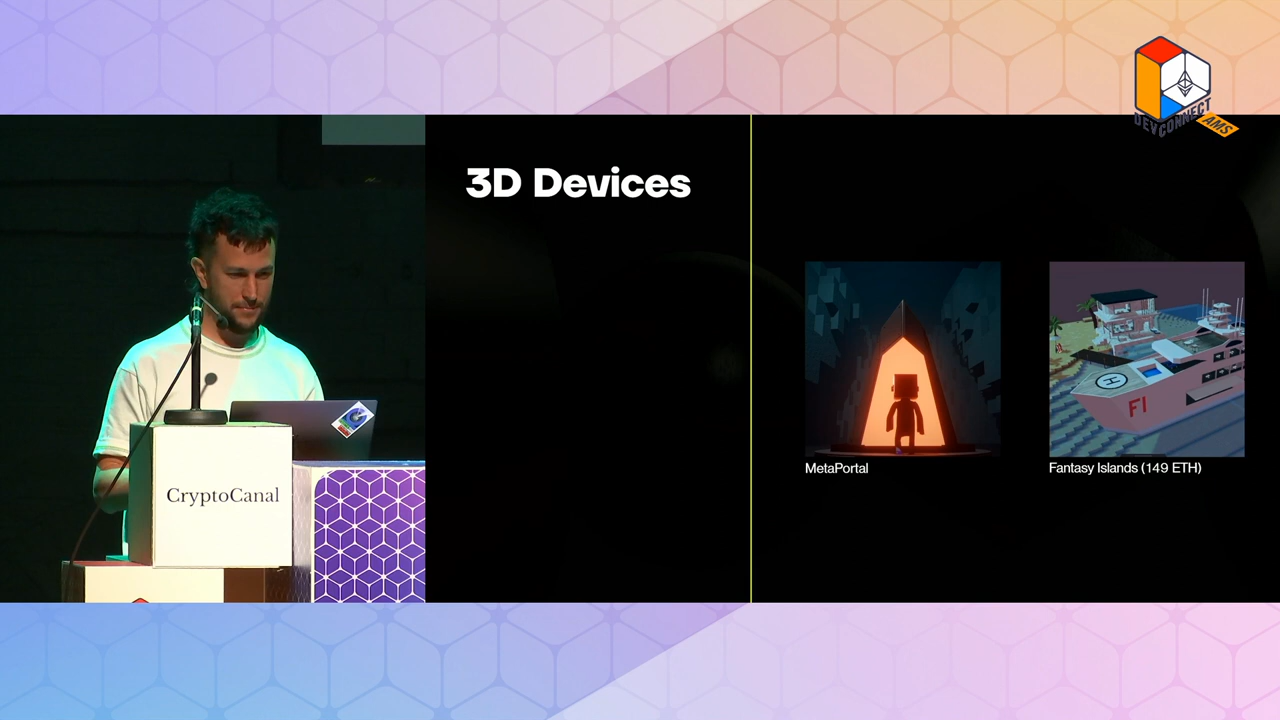 DEVCONNECT
AMS
3D Devices
FI
H
MetaPortal
Fantasy Islands (149 ETH)
CryptoCanal